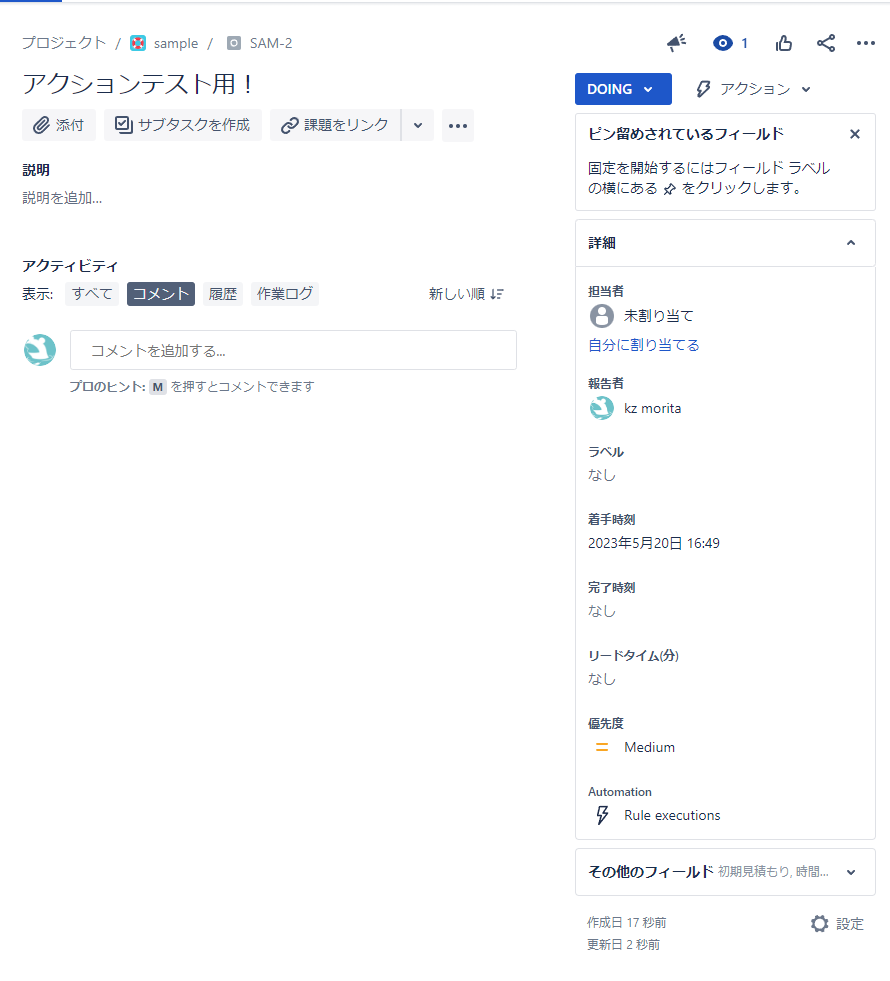 プロジェクト / sample / SAM-2
1
アクションテスト用！
添付 サブタスクを作成 課題をリンク
説明
説明を追加...
アクティビティ
表示: すべて コメント 履歴 作業ログ 新しい順
コメントを追加する...
プロのヒント: M を押すとコメントできます
DOING アクション
ピン留めされているフィールド
固定を開始するにはフィールド ラベル
の横にある をクリックします。
詳細
担当者
未割り当て
自分に割り当てる
報告者
kz morita
ラベル
なし
着手時刻
2023年5月20日 16:49
完了時刻
なし
リードタイム(分)
なし
優先度
Medium
Automation
Rule executions
その他のフィールド 初期見積もり, 時間...
作成日 17 秒前
更新日 2 秒前
設定